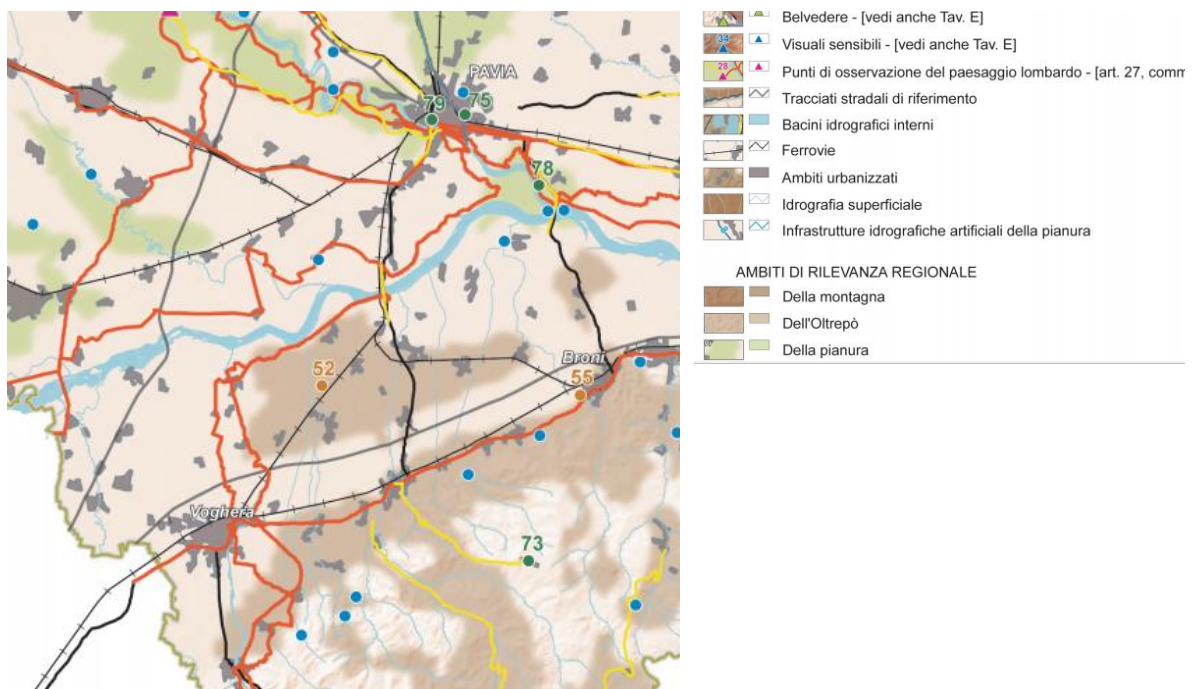 PAVIA
79
75
78
52
Broni
55
Voghera
73
Belvedere - [vedi anche Tav. E]
34
Visuali sensibili - [vedi anche Tav. E]
28
Punti di osservazione del paesaggio lombardo - [art. 27, comm
Tracciati stradali di riferimento
Bacini idrografici interni
Ferrovie
Ambiti urbanizzati
Idrografia superficiale
Infrastrutture idrografiche artificiali della pianura
AMBITI DI RILEVANZA REGIONALE
Della montagna
Dell'Oltrepò
Della pianura